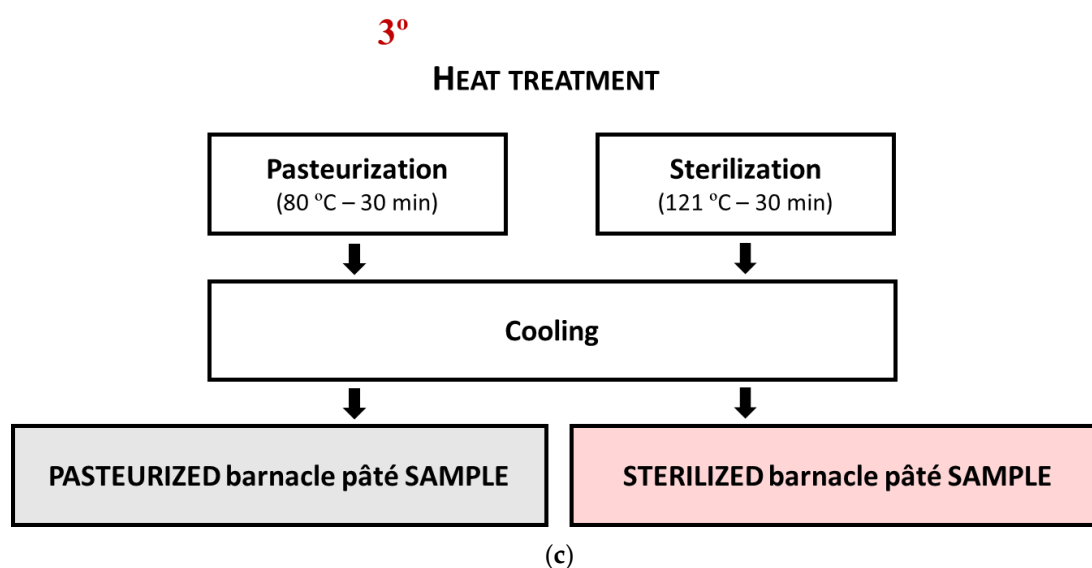 3º
HEAT TREATMENT
Pasteurization
(80 ºC – 30 min)
Sterilization
(121 ºC – 30 min)
Cooling
PASTEURIZED barnacle pâté SAMPLE
STERILIZED barnacle pâté SAMPLE
(c)